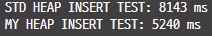 STD HEAP INSERT TEST: 8143 ms
MY HEAP INSERT TEST: 5240 ms